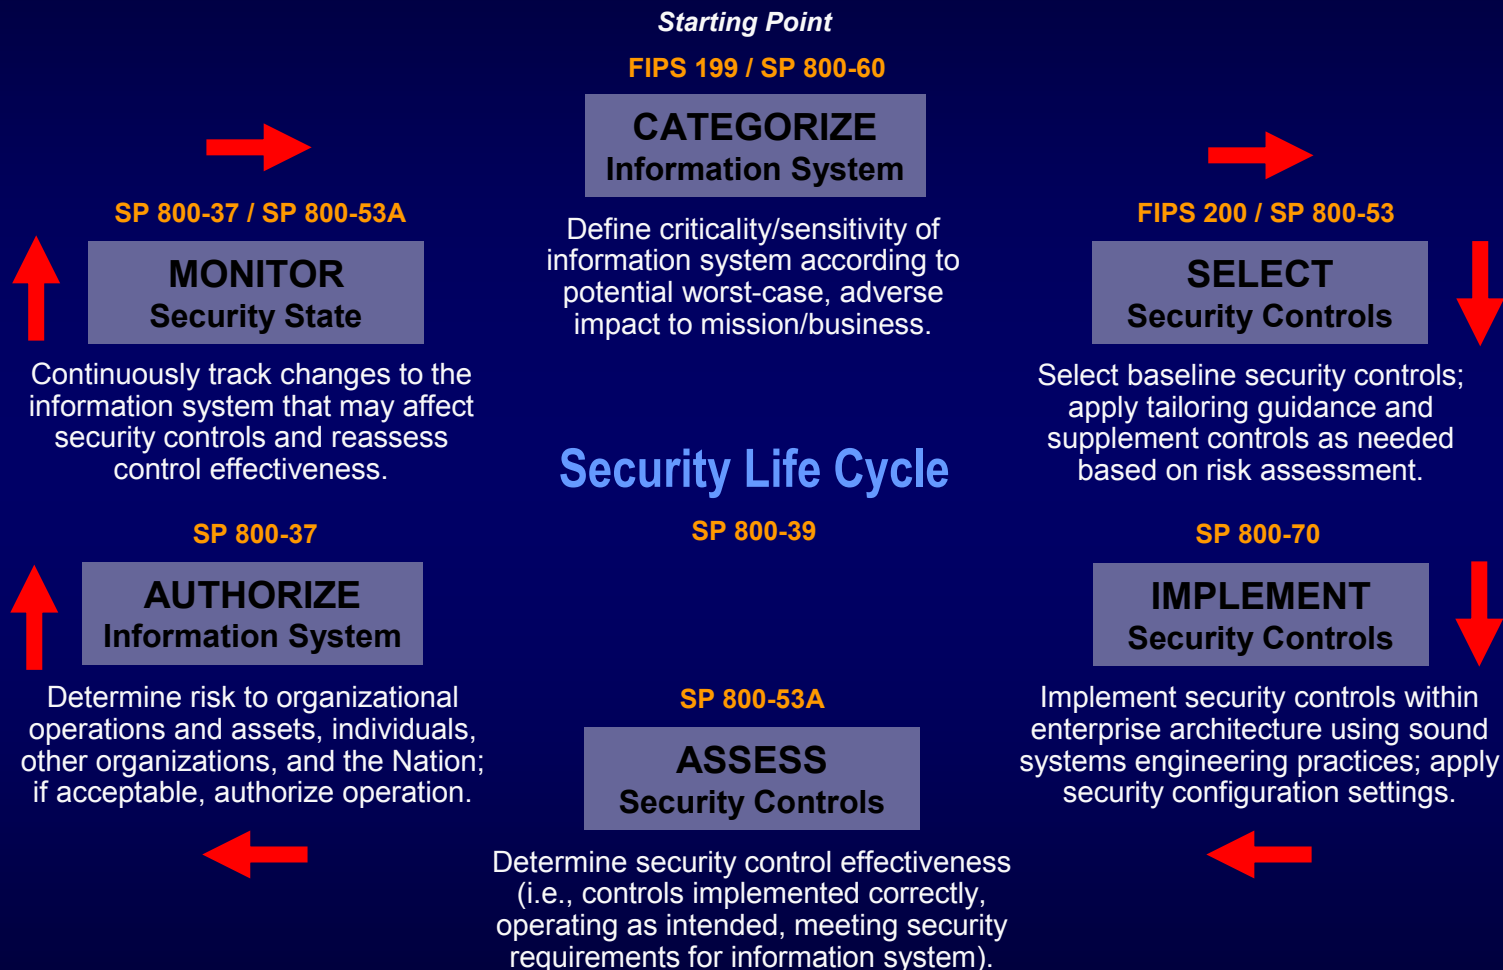 Starting Point
FIPS 199 / SP 800-60
CATEGORIZE
Information System
Define criticality/sensitivity of
information system according to
potential worst-case, adverse
impact to mission/business.
SP 800-37 / SP 800-53A
MONITOR
Security State
Continuously track changes to the
information system that may affect
security controls and reassess
control effectiveness.
FIPS 200 / SP 800-53
SELECT
Security Controls
Select baseline security controls;
apply tailoring guidance and
supplement controls as needed
based on risk assessment.
Security Life Cycle
SP 800-39
SP 800-37
AUTHORIZE
Information System
Determine risk to organizational
operations and assets, individuals,
other organizations, and the Nation;
if acceptable, authorize operation.
SP 800-70
IMPLEMENT
Security Controls
Implement security controls within
enterprise architecture using sound
systems engineering practices; apply
security configuration settings.
SP 800-53A
ASSESS
Security Controls
Determine security control effectiveness
(i.e., controls implemented correctly,
operating as intended, meeting security
requirements for information system).